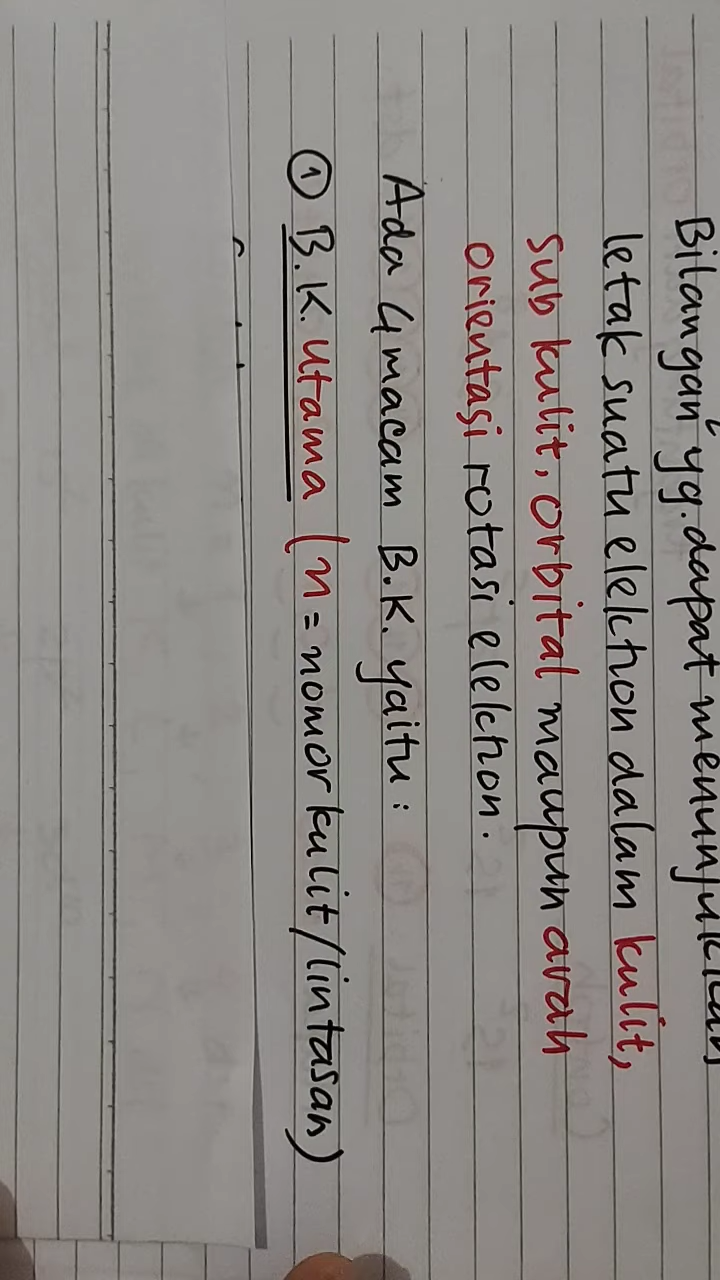 Bilangan² yg. dapat menunjukkan
letak suatu elektron dalam kulit,
sub kulit, orbital maupun arah
orientasi rotasi elektron.
Ada 4 macam B.K. yaitu:
① B.K. Utama (n = nomor kulit/lintasan)